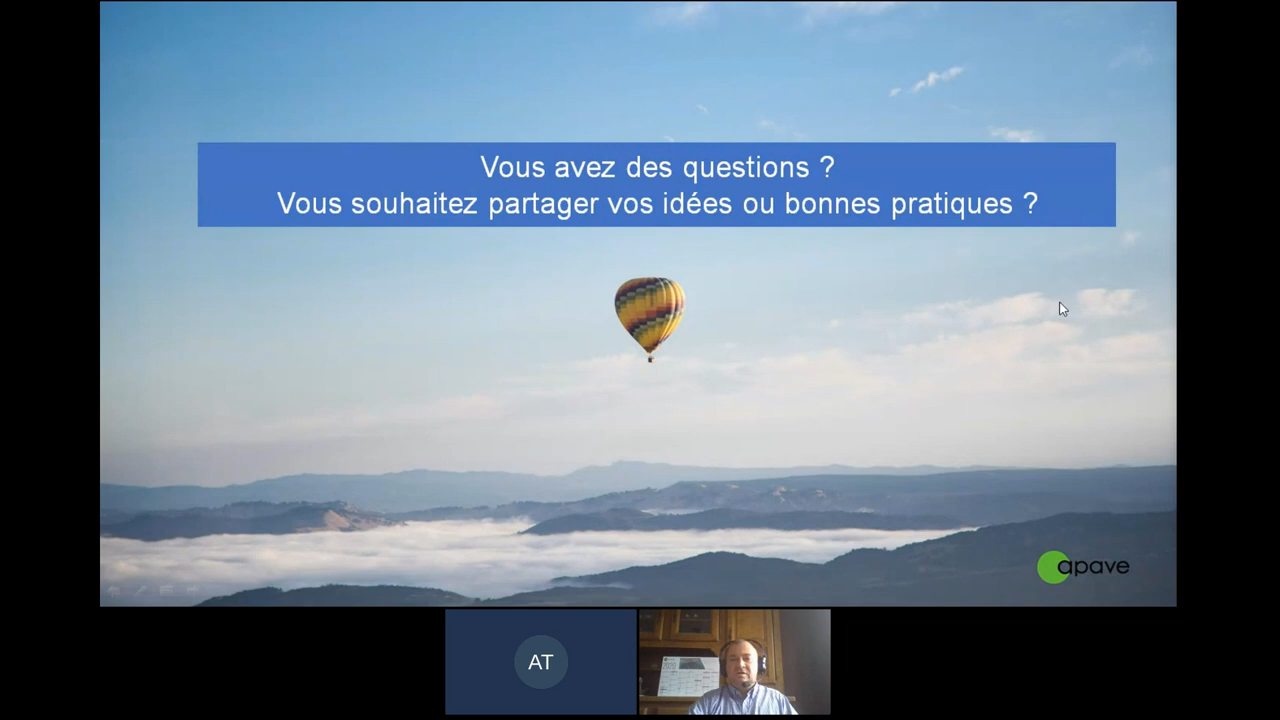 Vous avez des questions ?
Vous souhaitez partager vos idées ou bonnes pratiques ?
apave
AT